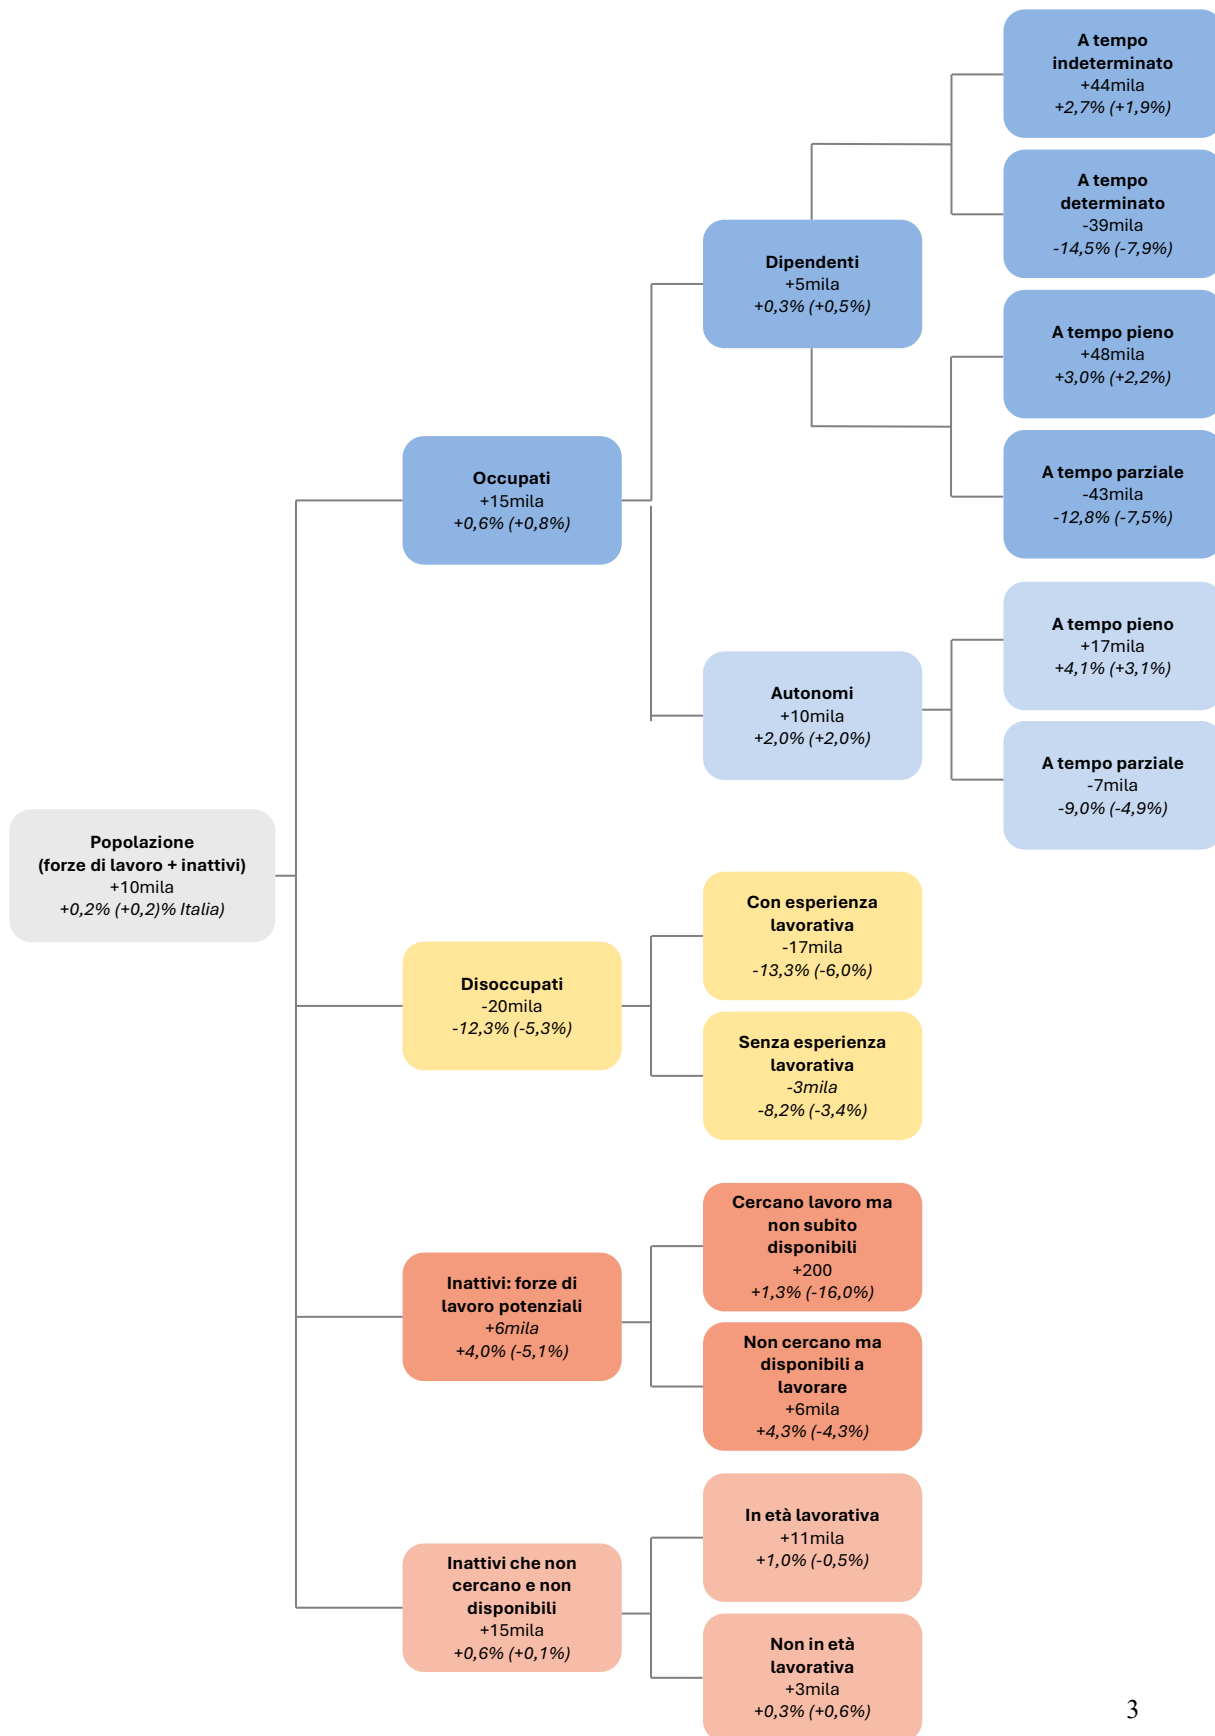 A tempo
indeterminato
+44mila
+2,7% (+1,9%)
A tempo
determinato
-39mila
-14,5% (-7,9%)
Dipendenti
+5mila
+0,3% (+0,5%)
A tempo pieno
+48mila
+3,0% (+2,2%)
A tempo parziale
-43mila
-12,8% (-7,5%)
Occupati
+15mila
+0,6% (+0,8%)
A tempo pieno
+17mila
+4,1% (+3,1%)
Autonomi
+10mila
+2,0% (+2,0%)
A tempo parziale
-7mila
-9,0% (-4,9%)
Popolazione
(forze di lavoro + inattivi)
+10mila
+0,2% (+0,2)% Italia)
Con esperienza
lavorativa
-17mila
-13,3% (-6,0%)
Disoccupati
-20mila
-12,3% (-5,3%)
Senza esperienza
lavorativa
-3mila
-8,2% (-3,4%)
Cercano lavoro ma
non subito
disponibili
+200
+1,3% (-16,0%)
Inattivi: forze di
lavoro potenziali
+6mila
+4,0% (-5,1%)
Non cercano ma
disponibili a
lavorare
+6mila
+4,3% (-4,3%)
In età lavorativa
+11mila
+1,0% (-0,5%)
Inattivi che non
cercano e non
disponibili
+15mila
+0,6% (+0,1%)
Non in età
lavorativa
+3mila
+0,3% (+0,6%)
3